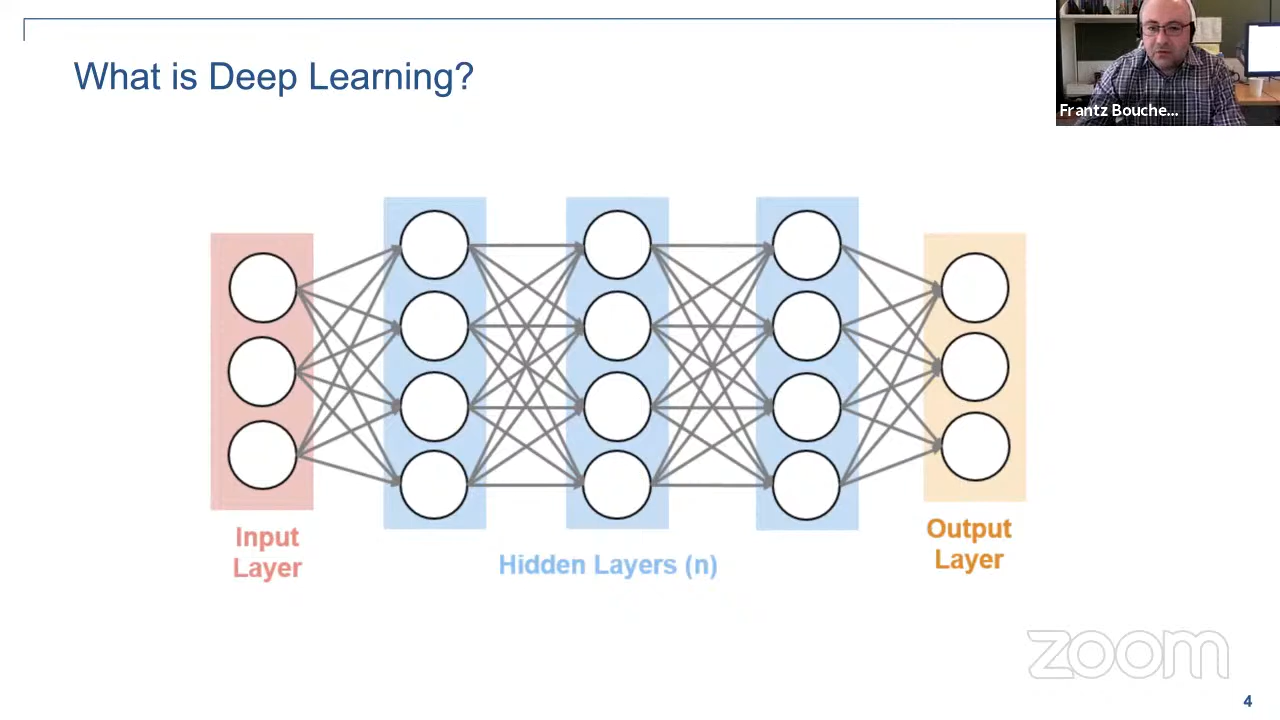 What is Deep Learning?
Frantz Bouche...
Input
Layer
Hidden Layers (n)
Output
Layer
zoom
4